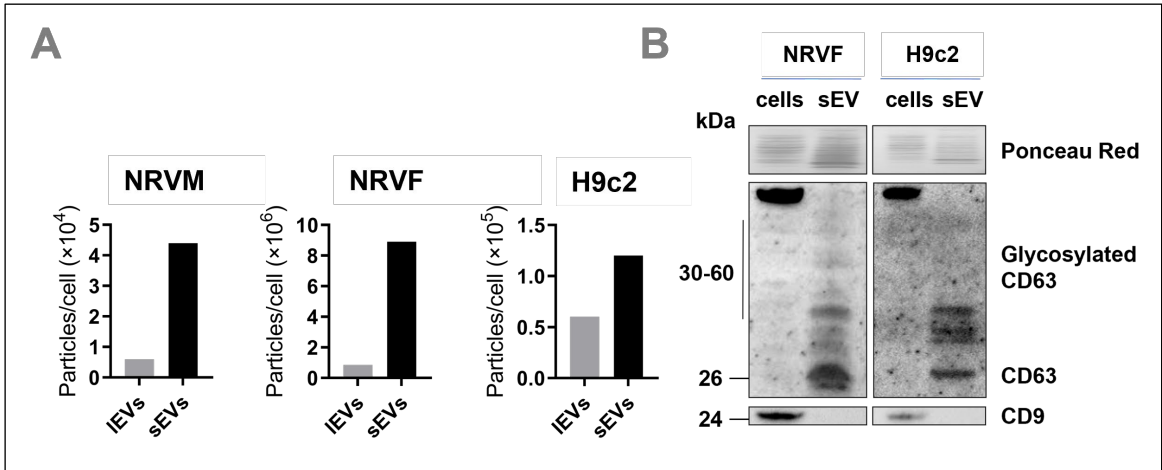 A
NRVM
Particles/cell (×10⁴)
5
4
3
2
1
0
lEVs
sEVs
NRVF
Particles/cell (×10⁶)
10
8
6
4
2
0
lEVs
sEVs
H9c2
Particles/cell (×10⁵)
1.5
1.0
0.5
0.0
lEVs
sEVs
B
NRVF H9c2
cells sEV cells sEV
kDa
Ponceau Red
Glycosylated
CD63
30-60
26 CD63
24 CD9